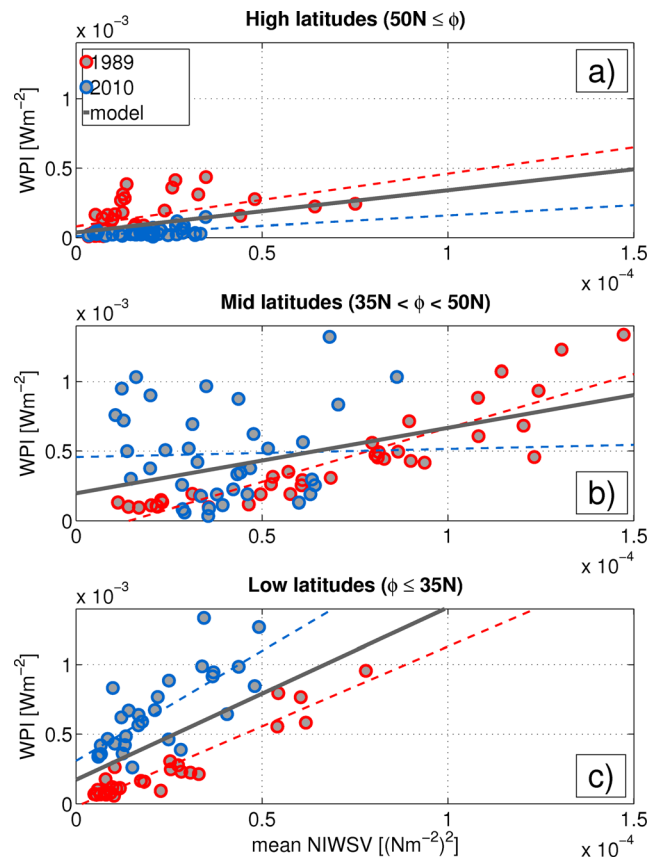 High latitudes (50N ≤ ϕ)
x 10⁻³
1989
2010
model
a)
WPI [Wm⁻²]
1
0.5
0
0 0.5 1 1.5
x 10⁻⁴
Mid latitudes (35N < ϕ < 50N)
x 10⁻³
WPI [Wm⁻²]
1
0.5
0
b)
0 0.5 1 1.5
x 10⁻⁴
Low latitudes (ϕ ≤ 35N)
x 10⁻³
WPI [Wm⁻²]
1
0.5
0
c)
0 0.5 1 1.5
mean NIWSV [(Nm⁻²)²]
x 10⁻⁴